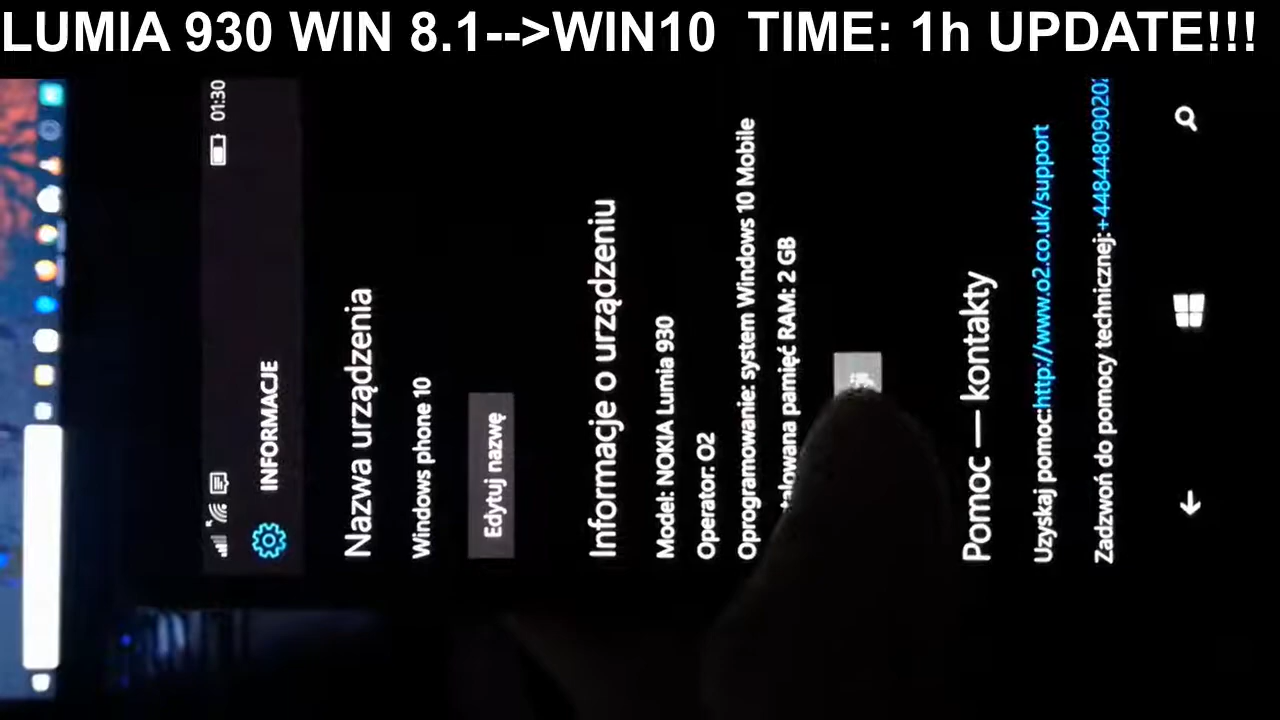 LUMIA 930 WIN 8.1-->WIN10 TIME: 1h UPDATE!!!
01:30
INFORMACJE
Nazwa urządzenia
Windows phone 10
Edytuj nazwę
Informacje o urządzeniu
Model: NOKIA Lumia 930
Operator: O2
Oprogramowanie: system Windows 10 Mobile
pamięć RAM: 2 GB
Pomoc — kontakty
Uzyskaj pomoc:http://www.o2.co.uk/support
Zadzwoń do pomocy technicznej:+448448090202